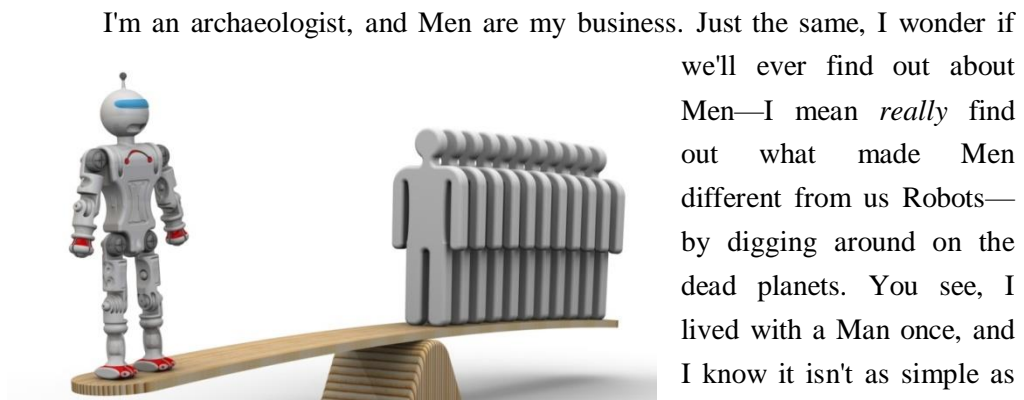 I'm an archaeologist, and Men are my business. Just the same, I wonder if
we'll ever find out about
Men—I mean really find
out what made Men
different from us Robots—
by digging around on the
dead planets. You see, I
lived with a Man once, and
I know it isn't as simple as